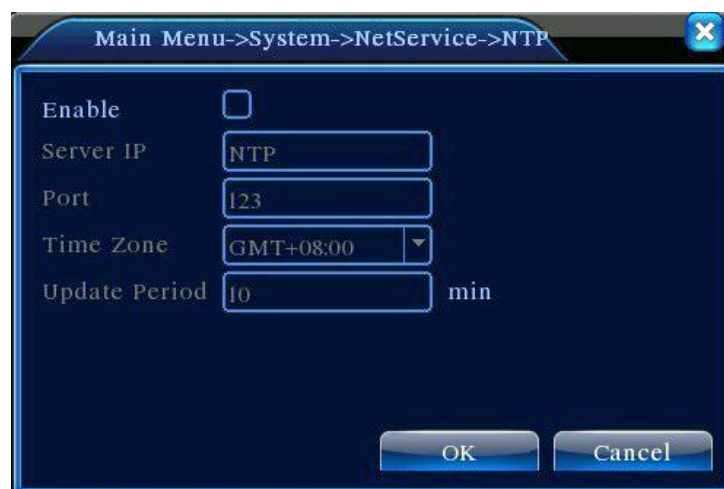 Main Menu->System->NetService->NTP
Enable
Server IP NTP
Port 123
Time Zone GMT+08:00
Update Period 10 min
OK Cancel